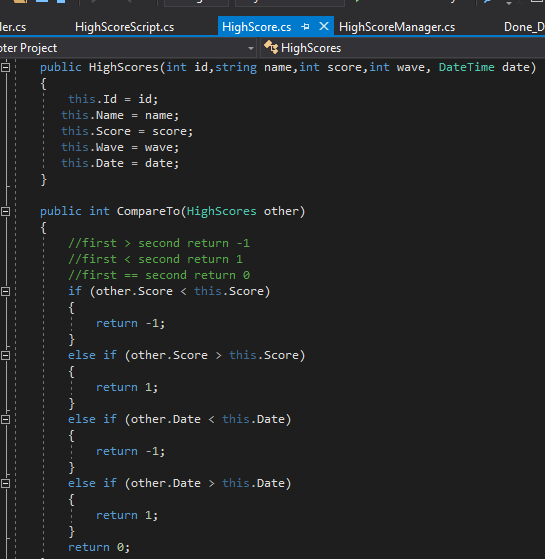 ler.cs HighScoreScript.cs HighScore.cs HighScoreManager.cs Done_D
oter Project HighScores
public HighScores(int id,string name,int score,int wave, DateTime date)
{
this.Id = id;
this.Name = name;
this.Score = score;
this.Wave = wave;
this.Date = date;
}
public int CompareTo(HighScores other)
{
//first > second return -1
//first < second return 1
//first == second return 0
if (other.Score < this.Score)
{
return -1;
}
else if (other.Score > this.Score)
{
return 1;
}
else if (other.Date < this.Date)
{
return -1;
}
else if (other.Date > this.Date)
{
return 1;
}
return 0;